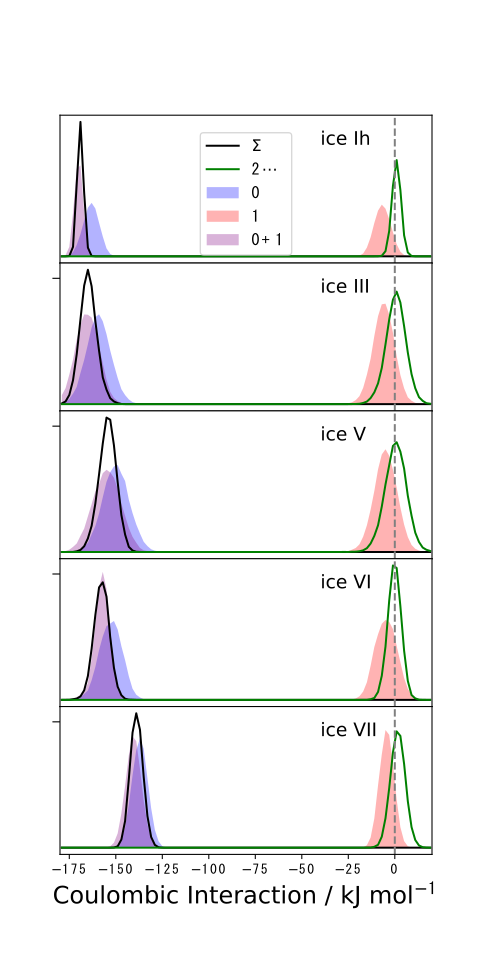 ice Ih
Σ
2⋯
0
1
0+1
ice III
ice V
ice VI
ice VII
−175 −150 −125 −100 −75 −50 −25 0
Coulombic Interaction / kJ mol⁻¹